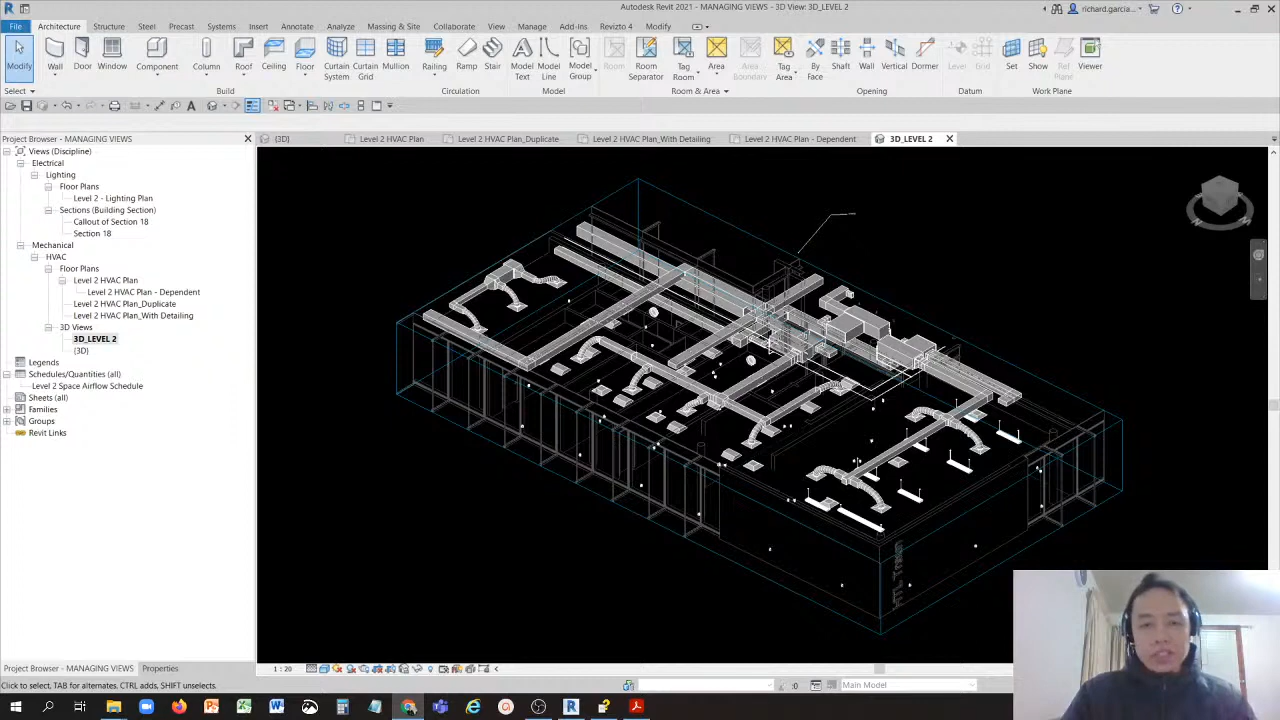 Autodesk Revit 2021 - MANAGING VIEWS - 3D View: 3D_LEVEL 2
richard.garcia...
File Architecture Structure Steel Precast Systems Insert Annotate Analyze Massing & Site Collaborate View Manage Add-Ins Revizto 4 Modify
Modify Wall Door Window Component Column Roof Ceiling Floor Curtain System Curtain Grid Mullion Railing Ramp Stair Model Text Model Line Model Group Room Room Separator Tag Room Area Area Boundary Tag Area By Face Shaft Wall Vertical Dormer Level Grid Set Show Ref Plane Viewer
Select Build Circulation Model Room & Area Opening Datum Work Plane
Project Browser - MANAGING VIEWS
{3D} Level 2 HVAC Plan Level 2 HVAC Plan_Duplicate Level 2 HVAC Plan_With Detailing Level 2 HVAC Plan - Dependent 3D_LEVEL 2
Views (Discipline)
Electrical
Lighting
Floor Plans
Level 2 - Lighting Plan
Sections (Building Section)
Callout of Section 18
Section 18
Mechanical
HVAC
Floor Plans
Level 2 HVAC Plan
Level 2 HVAC Plan - Dependent
Level 2 HVAC Plan_Duplicate
Level 2 HVAC Plan_With Detailing
3D Views
3D_LEVEL 2
{3D}
Legends
Schedules/Quantities (all)
Level 2 Space Airflow Schedule
Sheets (all)
Families
Groups
Revit Links
Project Browser - MANAGING VIEWS Properties
1 : 20
Click to select, TAB for alternates, CTRL adds, SHIFT unselects.
:0
Main Model